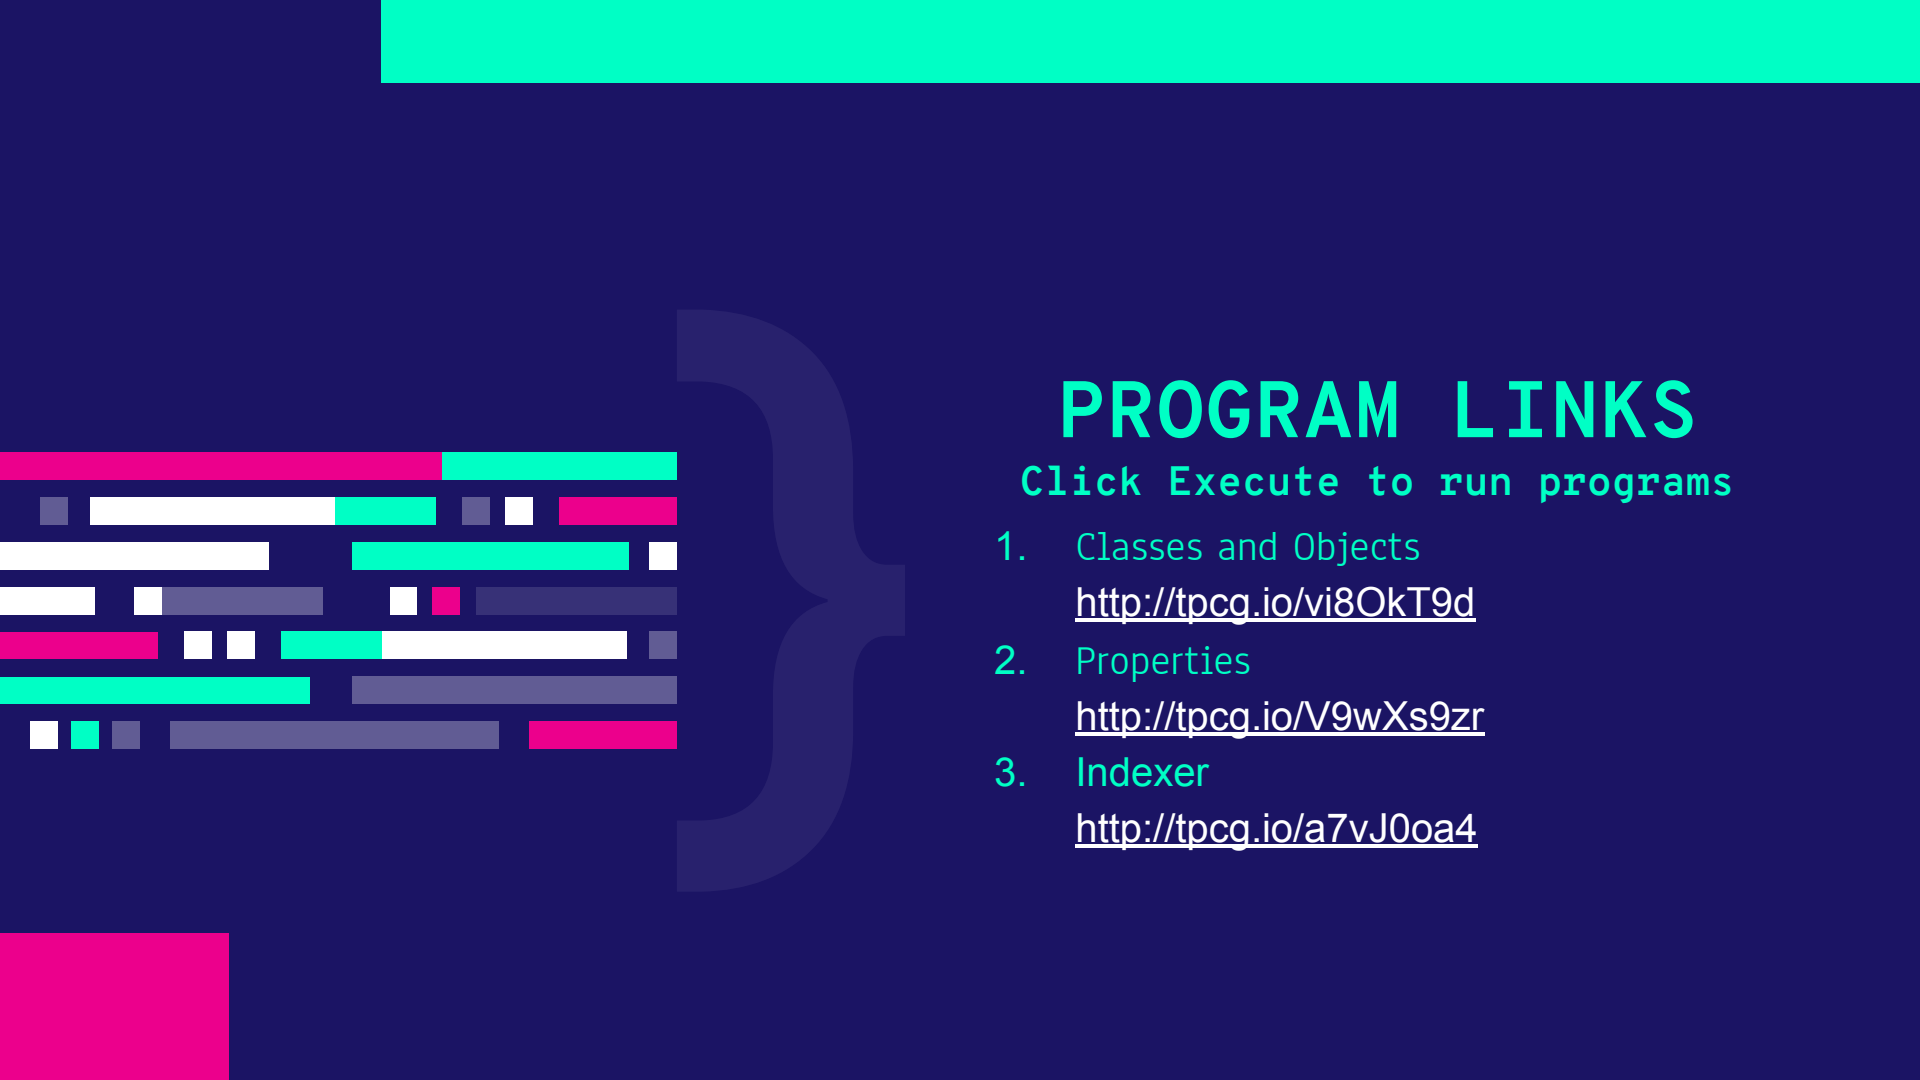 PROGRAM LINKS
Click Execute to run programs
1. Classes and Objects
http://tpcg.io/vi8OkT9d
2. Properties
http://tpcg.io/V9wXs9zr
3. Indexer
http://tpcg.io/a7vJ0oa4